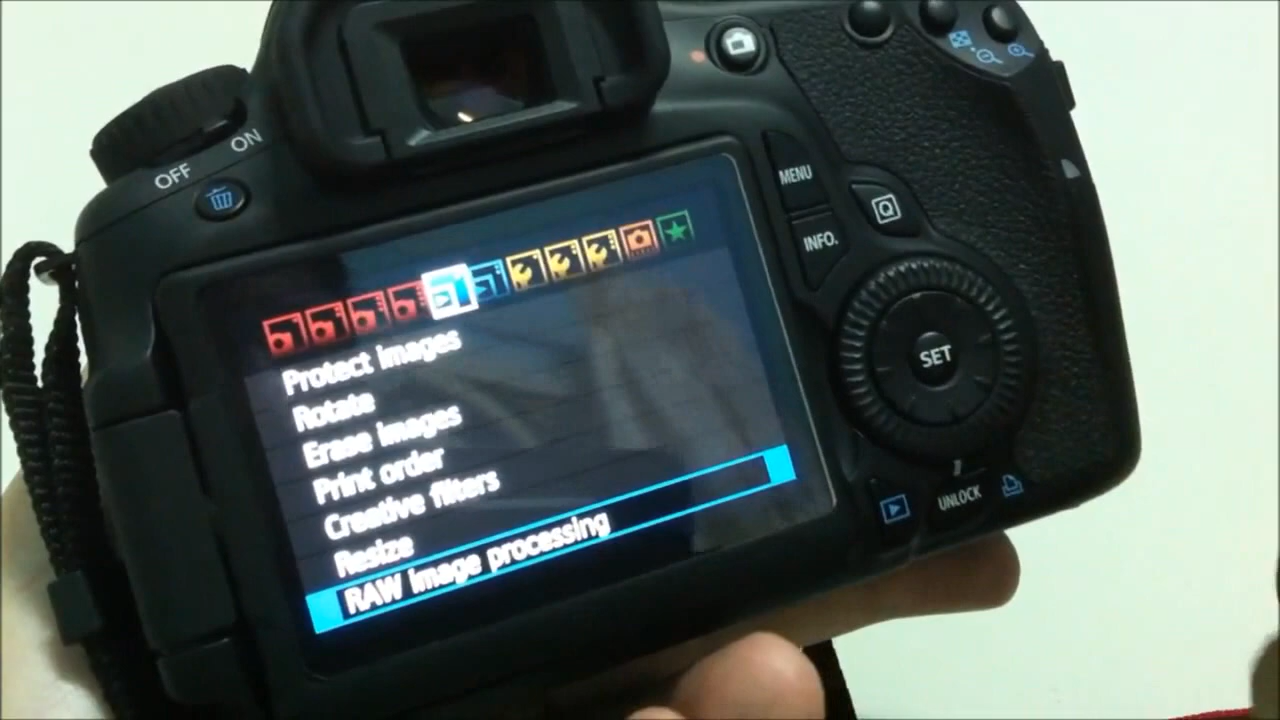 OFF
ON
MENU
INFO.
Q
SET
UNLOCK
Protect images
Rotate
Erase images
Print order
Creative filters
Resize
RAW image processing